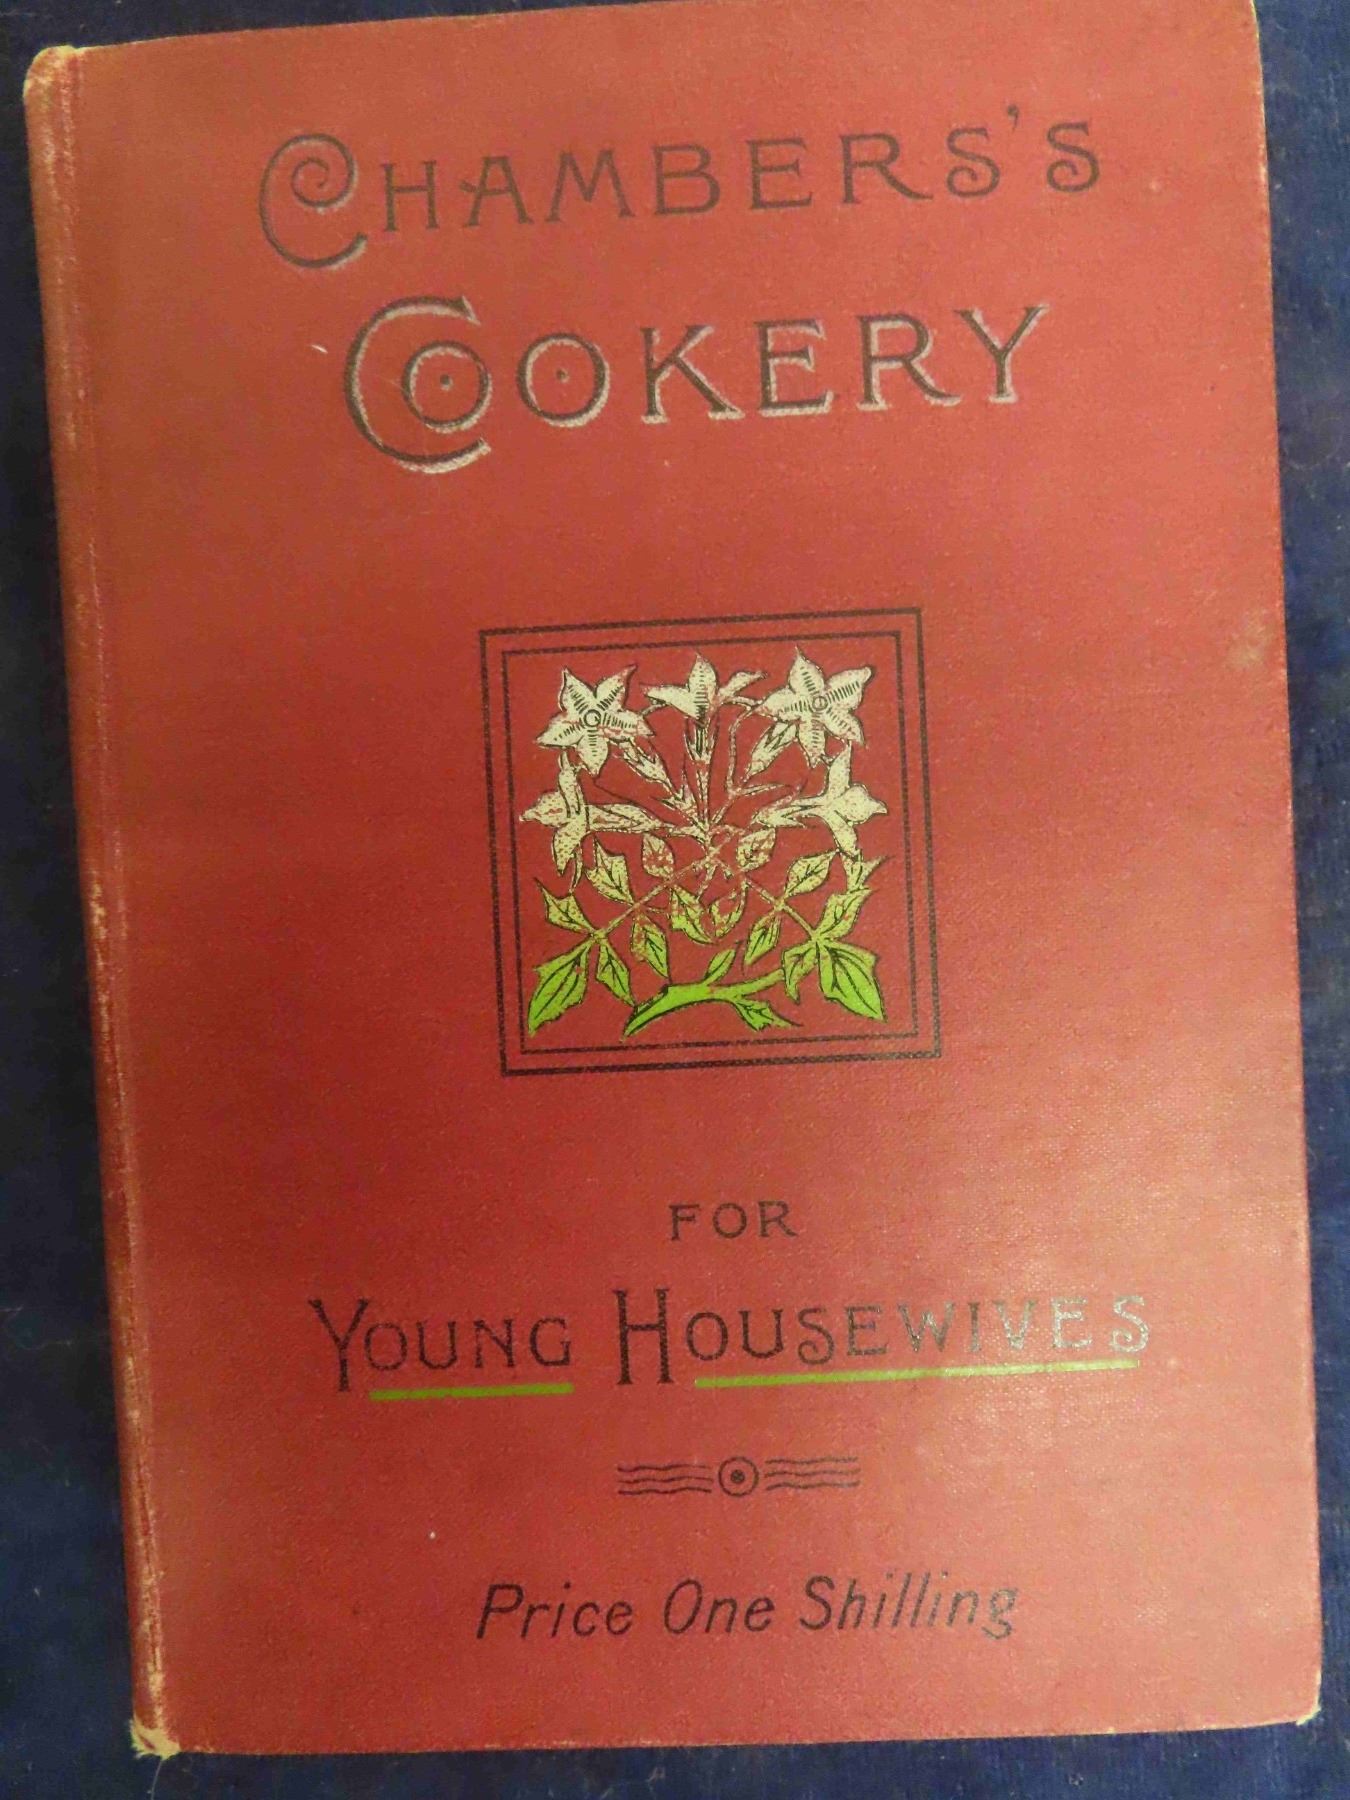 CHAMBERS'S
COOKERY
FOR
YOUNG HOUSEWIVES
Price One Shilling